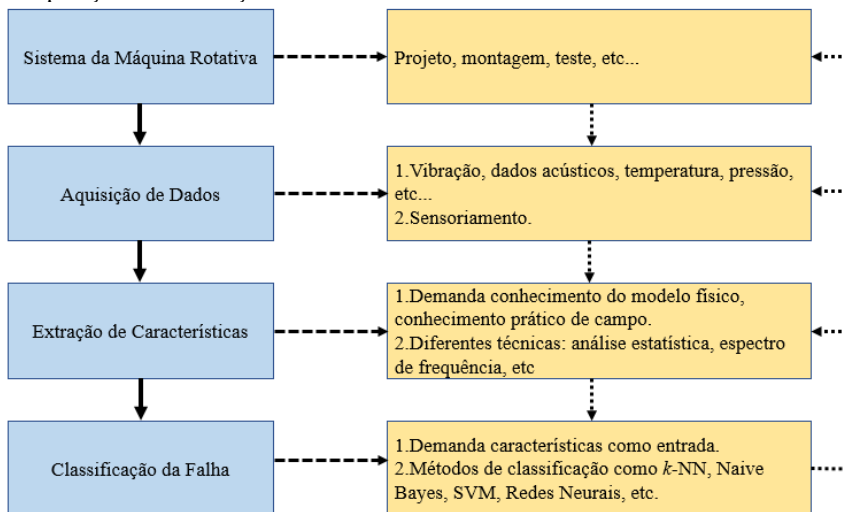 Sistema da Máquina Rotativa
Projeto, montagem, teste, etc...
Aquisição de Dados
1.Vibração, dados acústicos, temperatura, pressão,
etc...
2.Sensoriamento.
Extração de Características
1.Demanda conhecimento do modelo físico,
conhecimento prático de campo.
2.Diferentes técnicas: análise estatística, espectro
de frequência, etc
Classificação da Falha
1.Demanda características como entrada.
2.Métodos de classificação como k-NN, Naive
Bayes, SVM, Redes Neurais, etc.